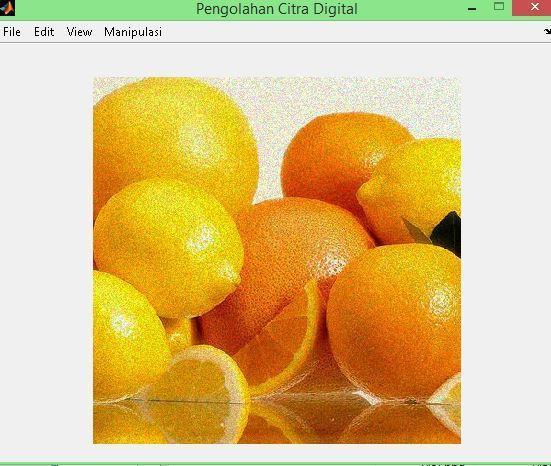 Pengolahan Citra Digital
File Edit View Manipulasi